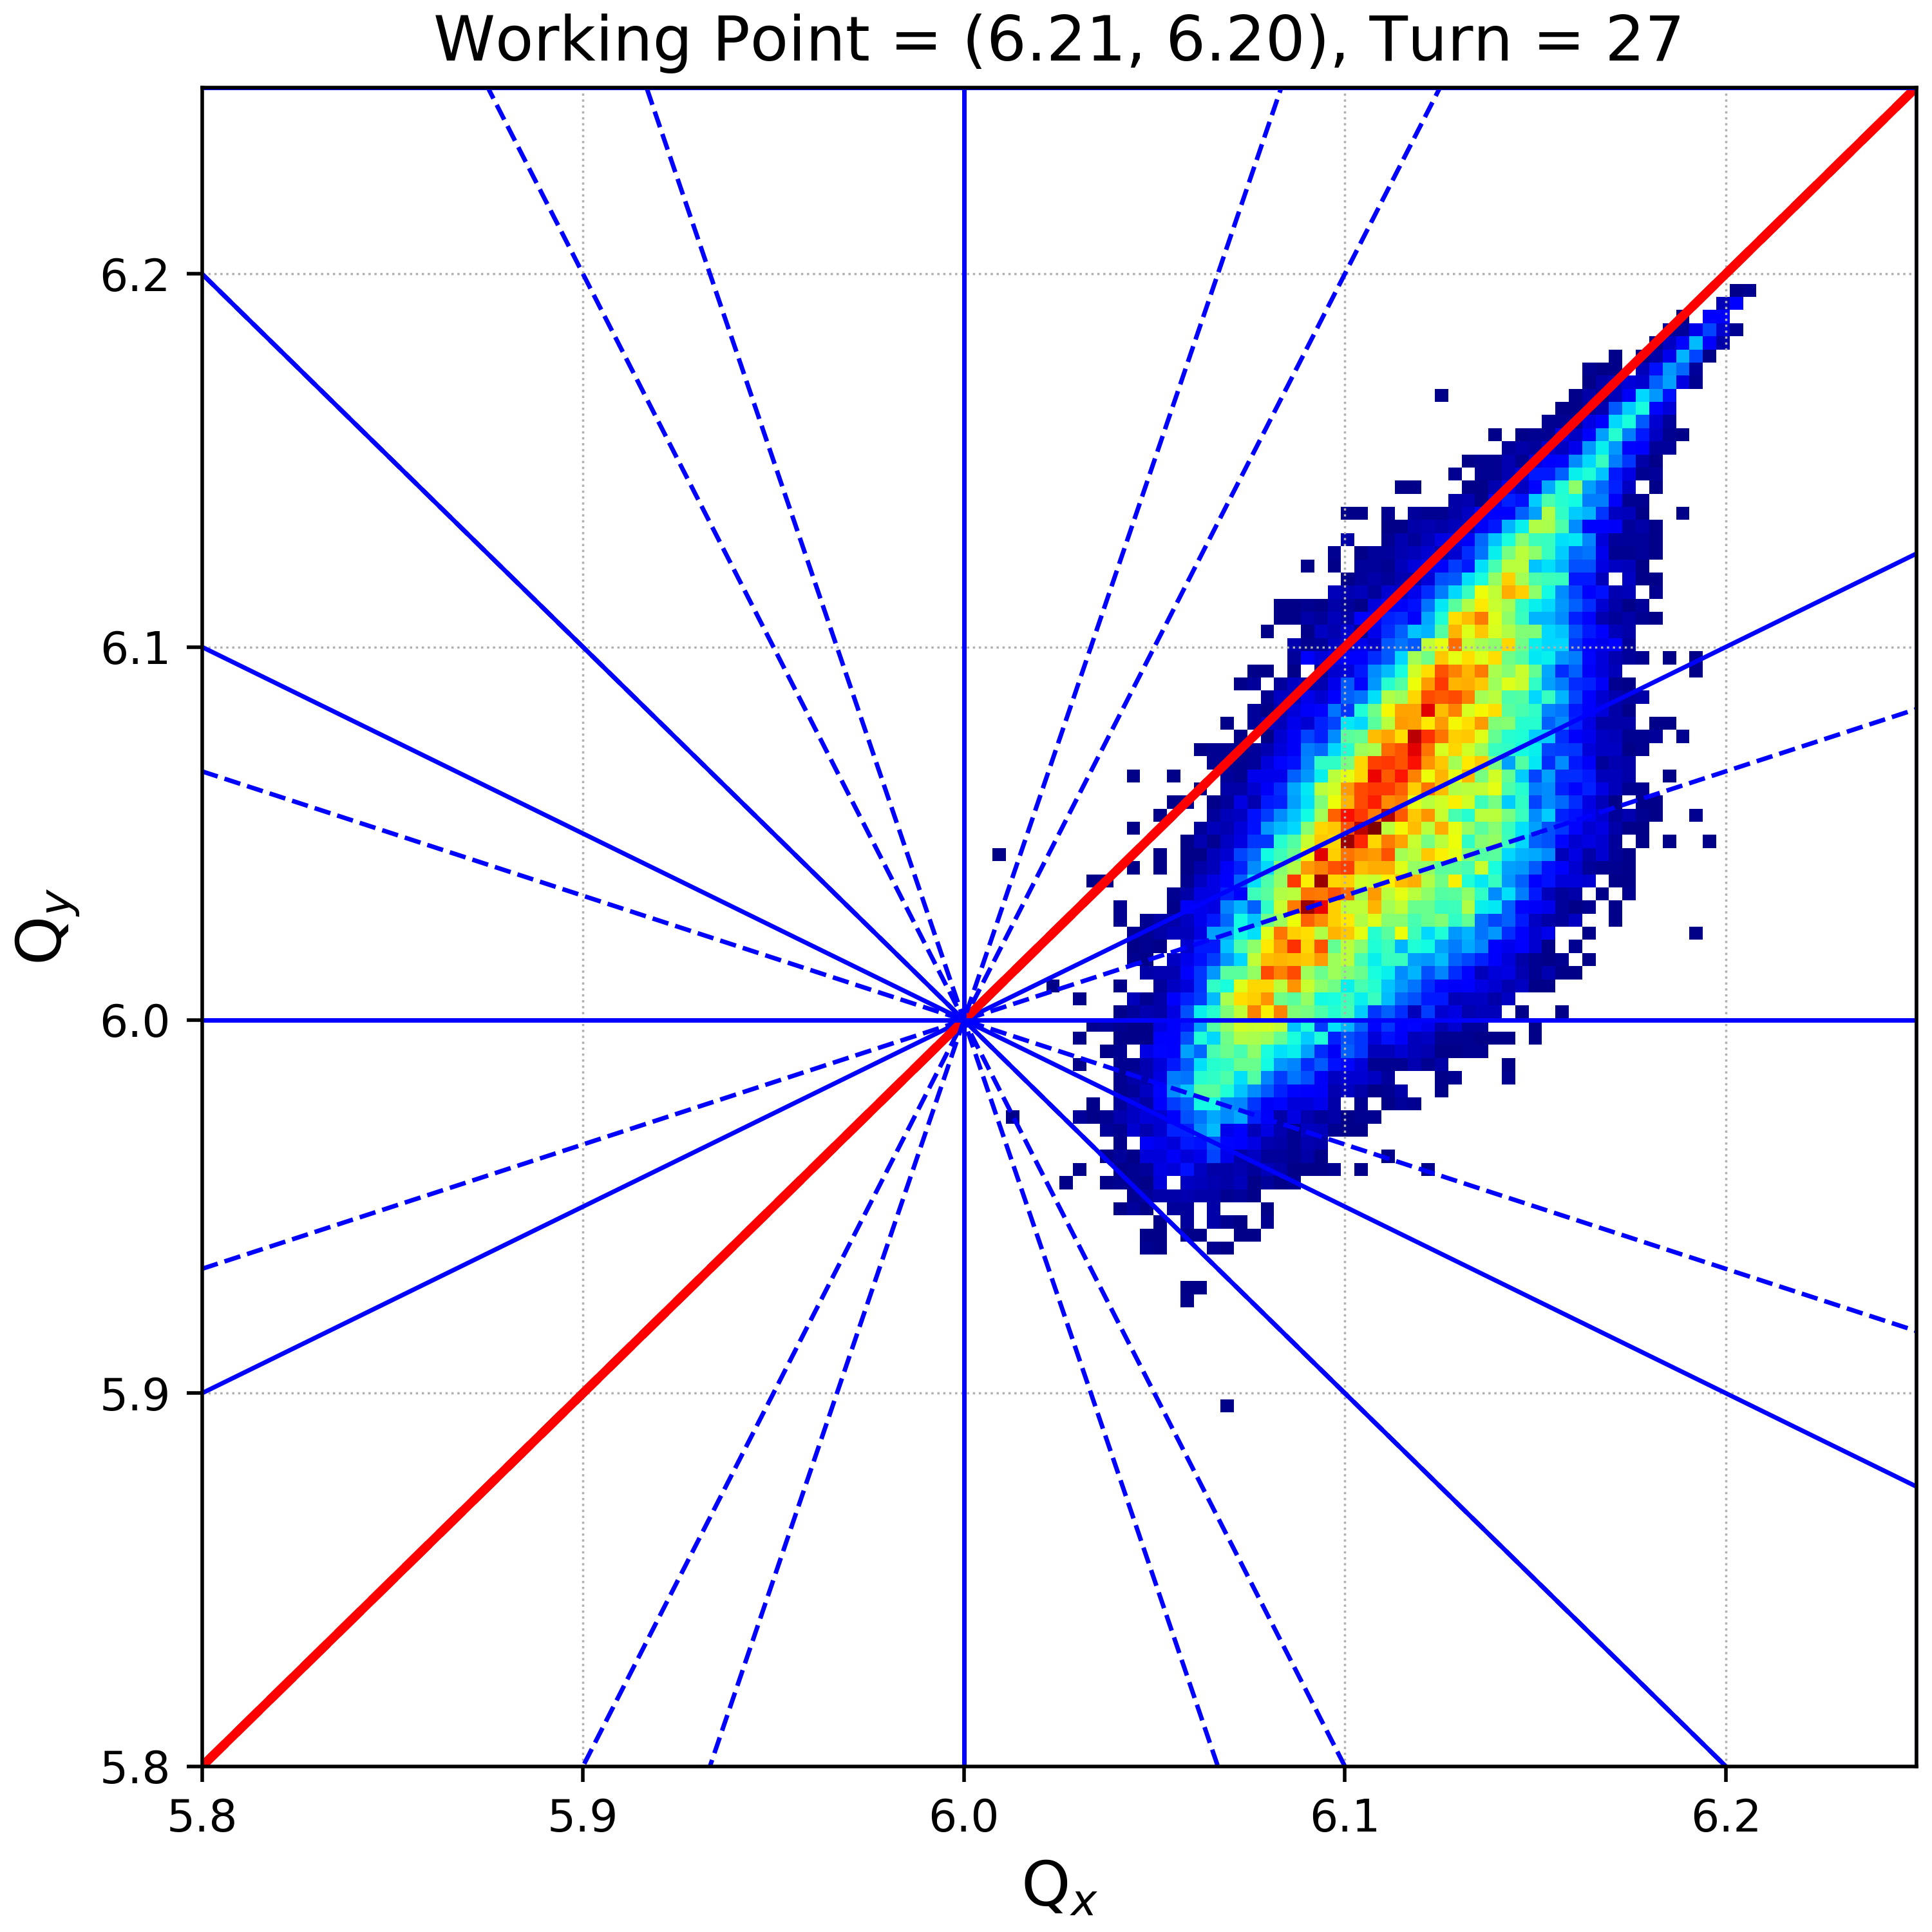 Working Point = (6.21, 6.20), Turn = 27
6.2
6.1
6.0
5.9
5.8
Qy
5.8 5.9 6.0 6.1 6.2
Qx